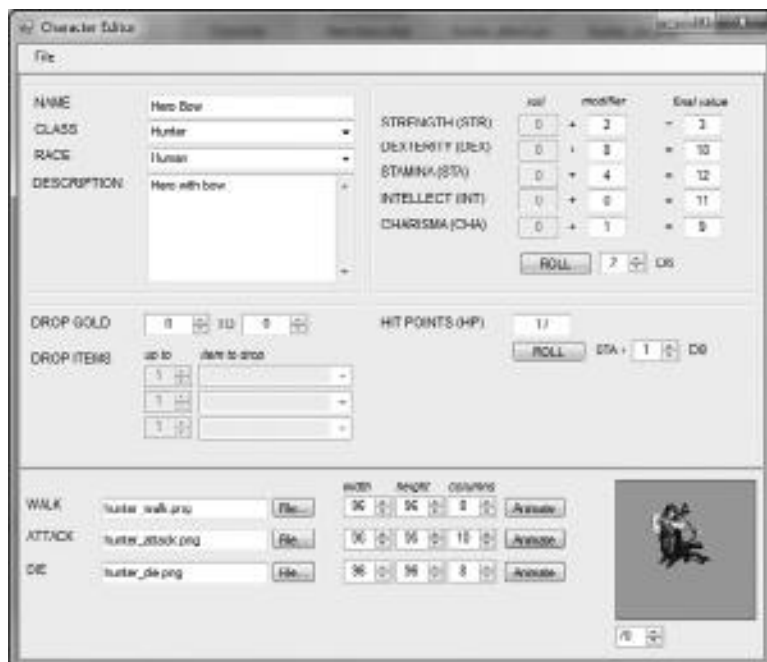 Character Editor
File
NAME Hero Bow
CLASS Hunter
RACE Human
DESCRIPTION Hero with bow
roll modifier final value
STRENGTH (STR) 0 + 2 = 3
DEXTERITY (DEX) 0 + = 10
STAMINA (STA) 0 + 4 = 12
INTELLECT (INT) 0 + 0 = 11
CHARISMA (CHA) 0 + 1 = 9
ROLL D8
DROP GOLD 0 TO 0
DROP ITEMS up to item to drop
1
1
1
HIT POINTS (HP) 17
ROLL STA + 1 D8
width height columns
WALK hunter_walk.png File... 96 96 8 Animate
ATTACK hunter_attack.png File... 96 96 10 Animate
DIE hunter_die.png File... 96 96 8 Animate
70